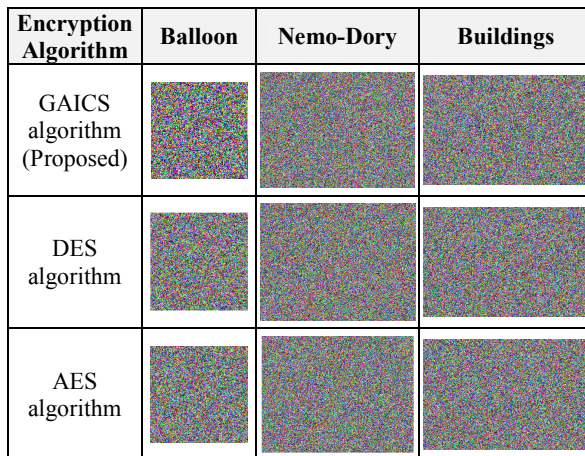 Encryption
Algorithm
Balloon
Nemo-Dory
Buildings
GAICS
algorithm
(Proposed)
DES
algorithm
AES
algorithm